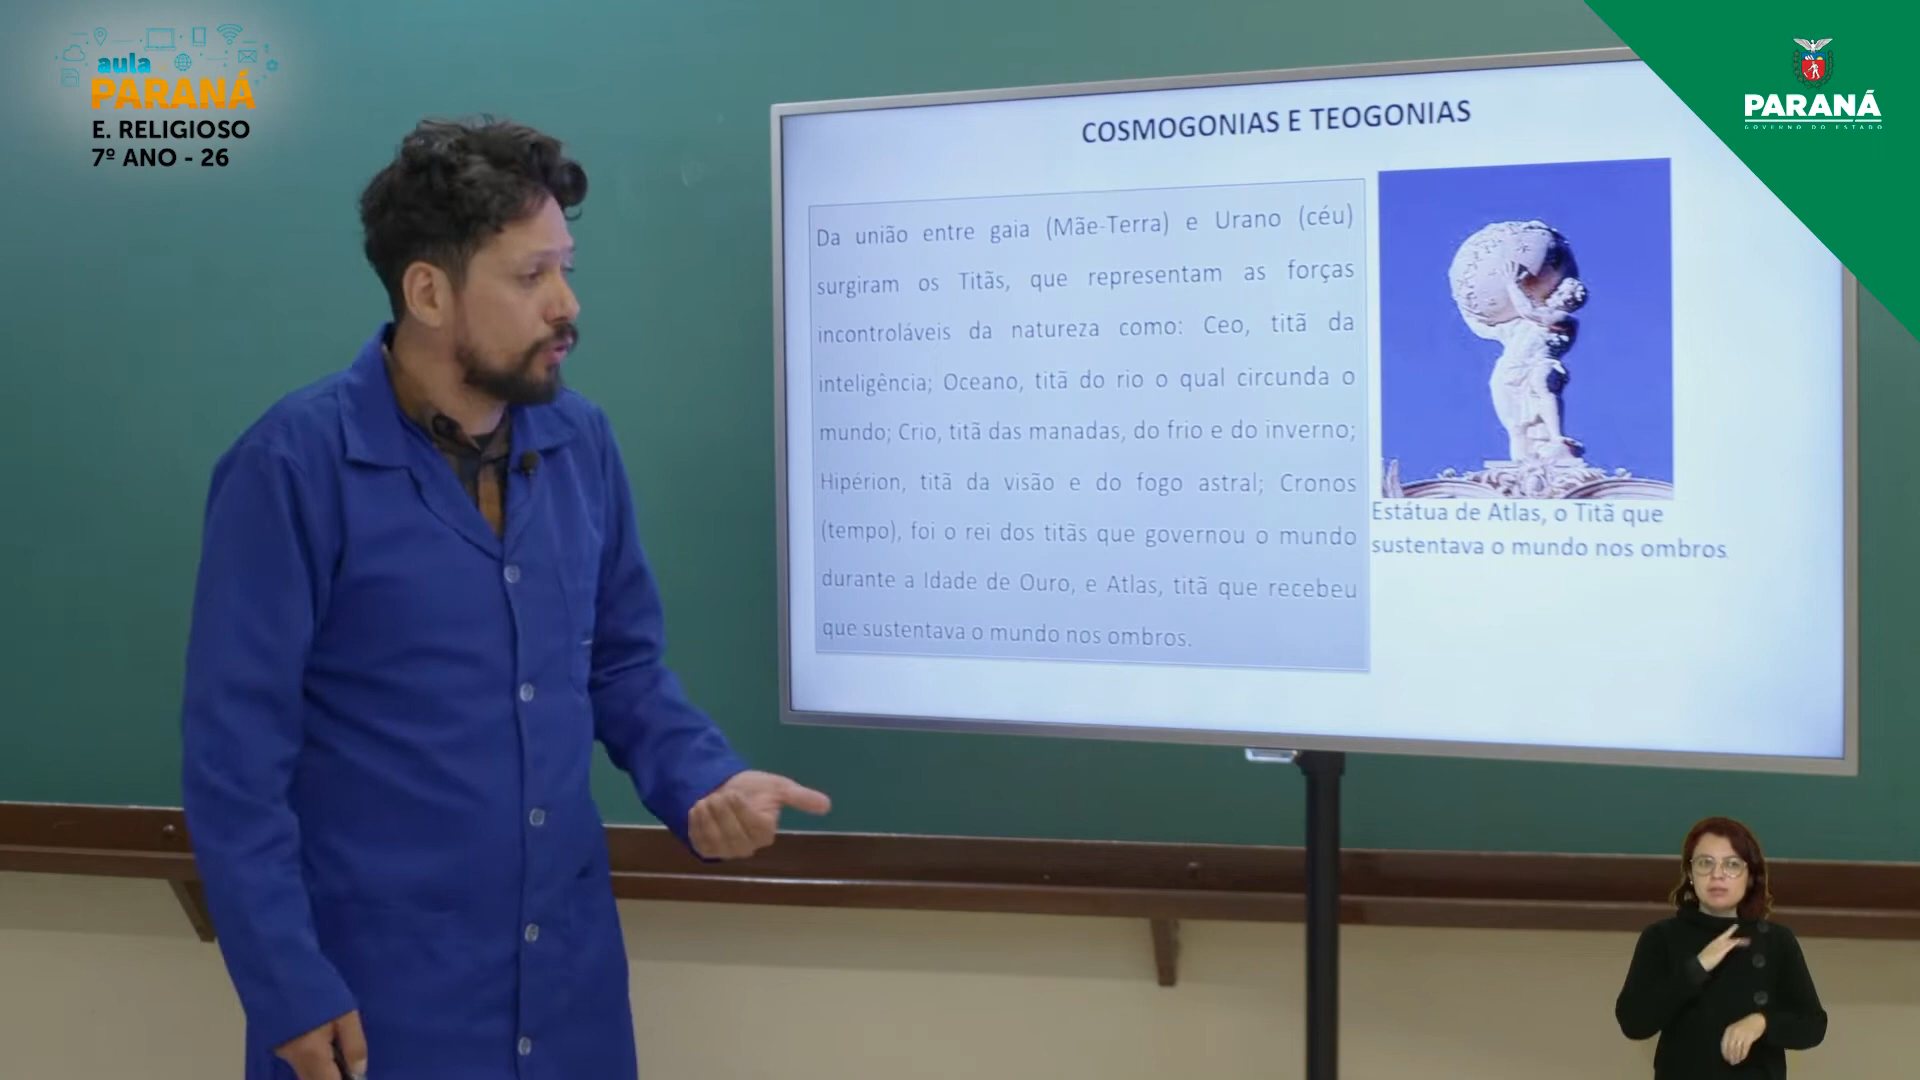 aula
PARANÁ
E. RELIGIOSO
7º ANO - 26
COSMOGONIAS E TEOGONIAS
Da união entre gaia (Mãe-Terra) e Urano (céu)
surgiram os Titãs, que representam as forças
incontroláveis da natureza como: Ceo, titã da
inteligência; Oceano, titã do rio o qual circunda o
mundo; Crio, titã das manadas, do frio e do inverno;
Hipérion, titã da visão e do fogo astral; Cronos
(tempo), foi o rei dos titãs que governou o mundo
durante a Idade de Ouro, e Atlas, titã que recebeu
que sustentava o mundo nos ombros.
Estátua de Atlas, o Titã que
sustentava o mundo nos ombros
PARANÁ
GOVERNO DO ESTADO